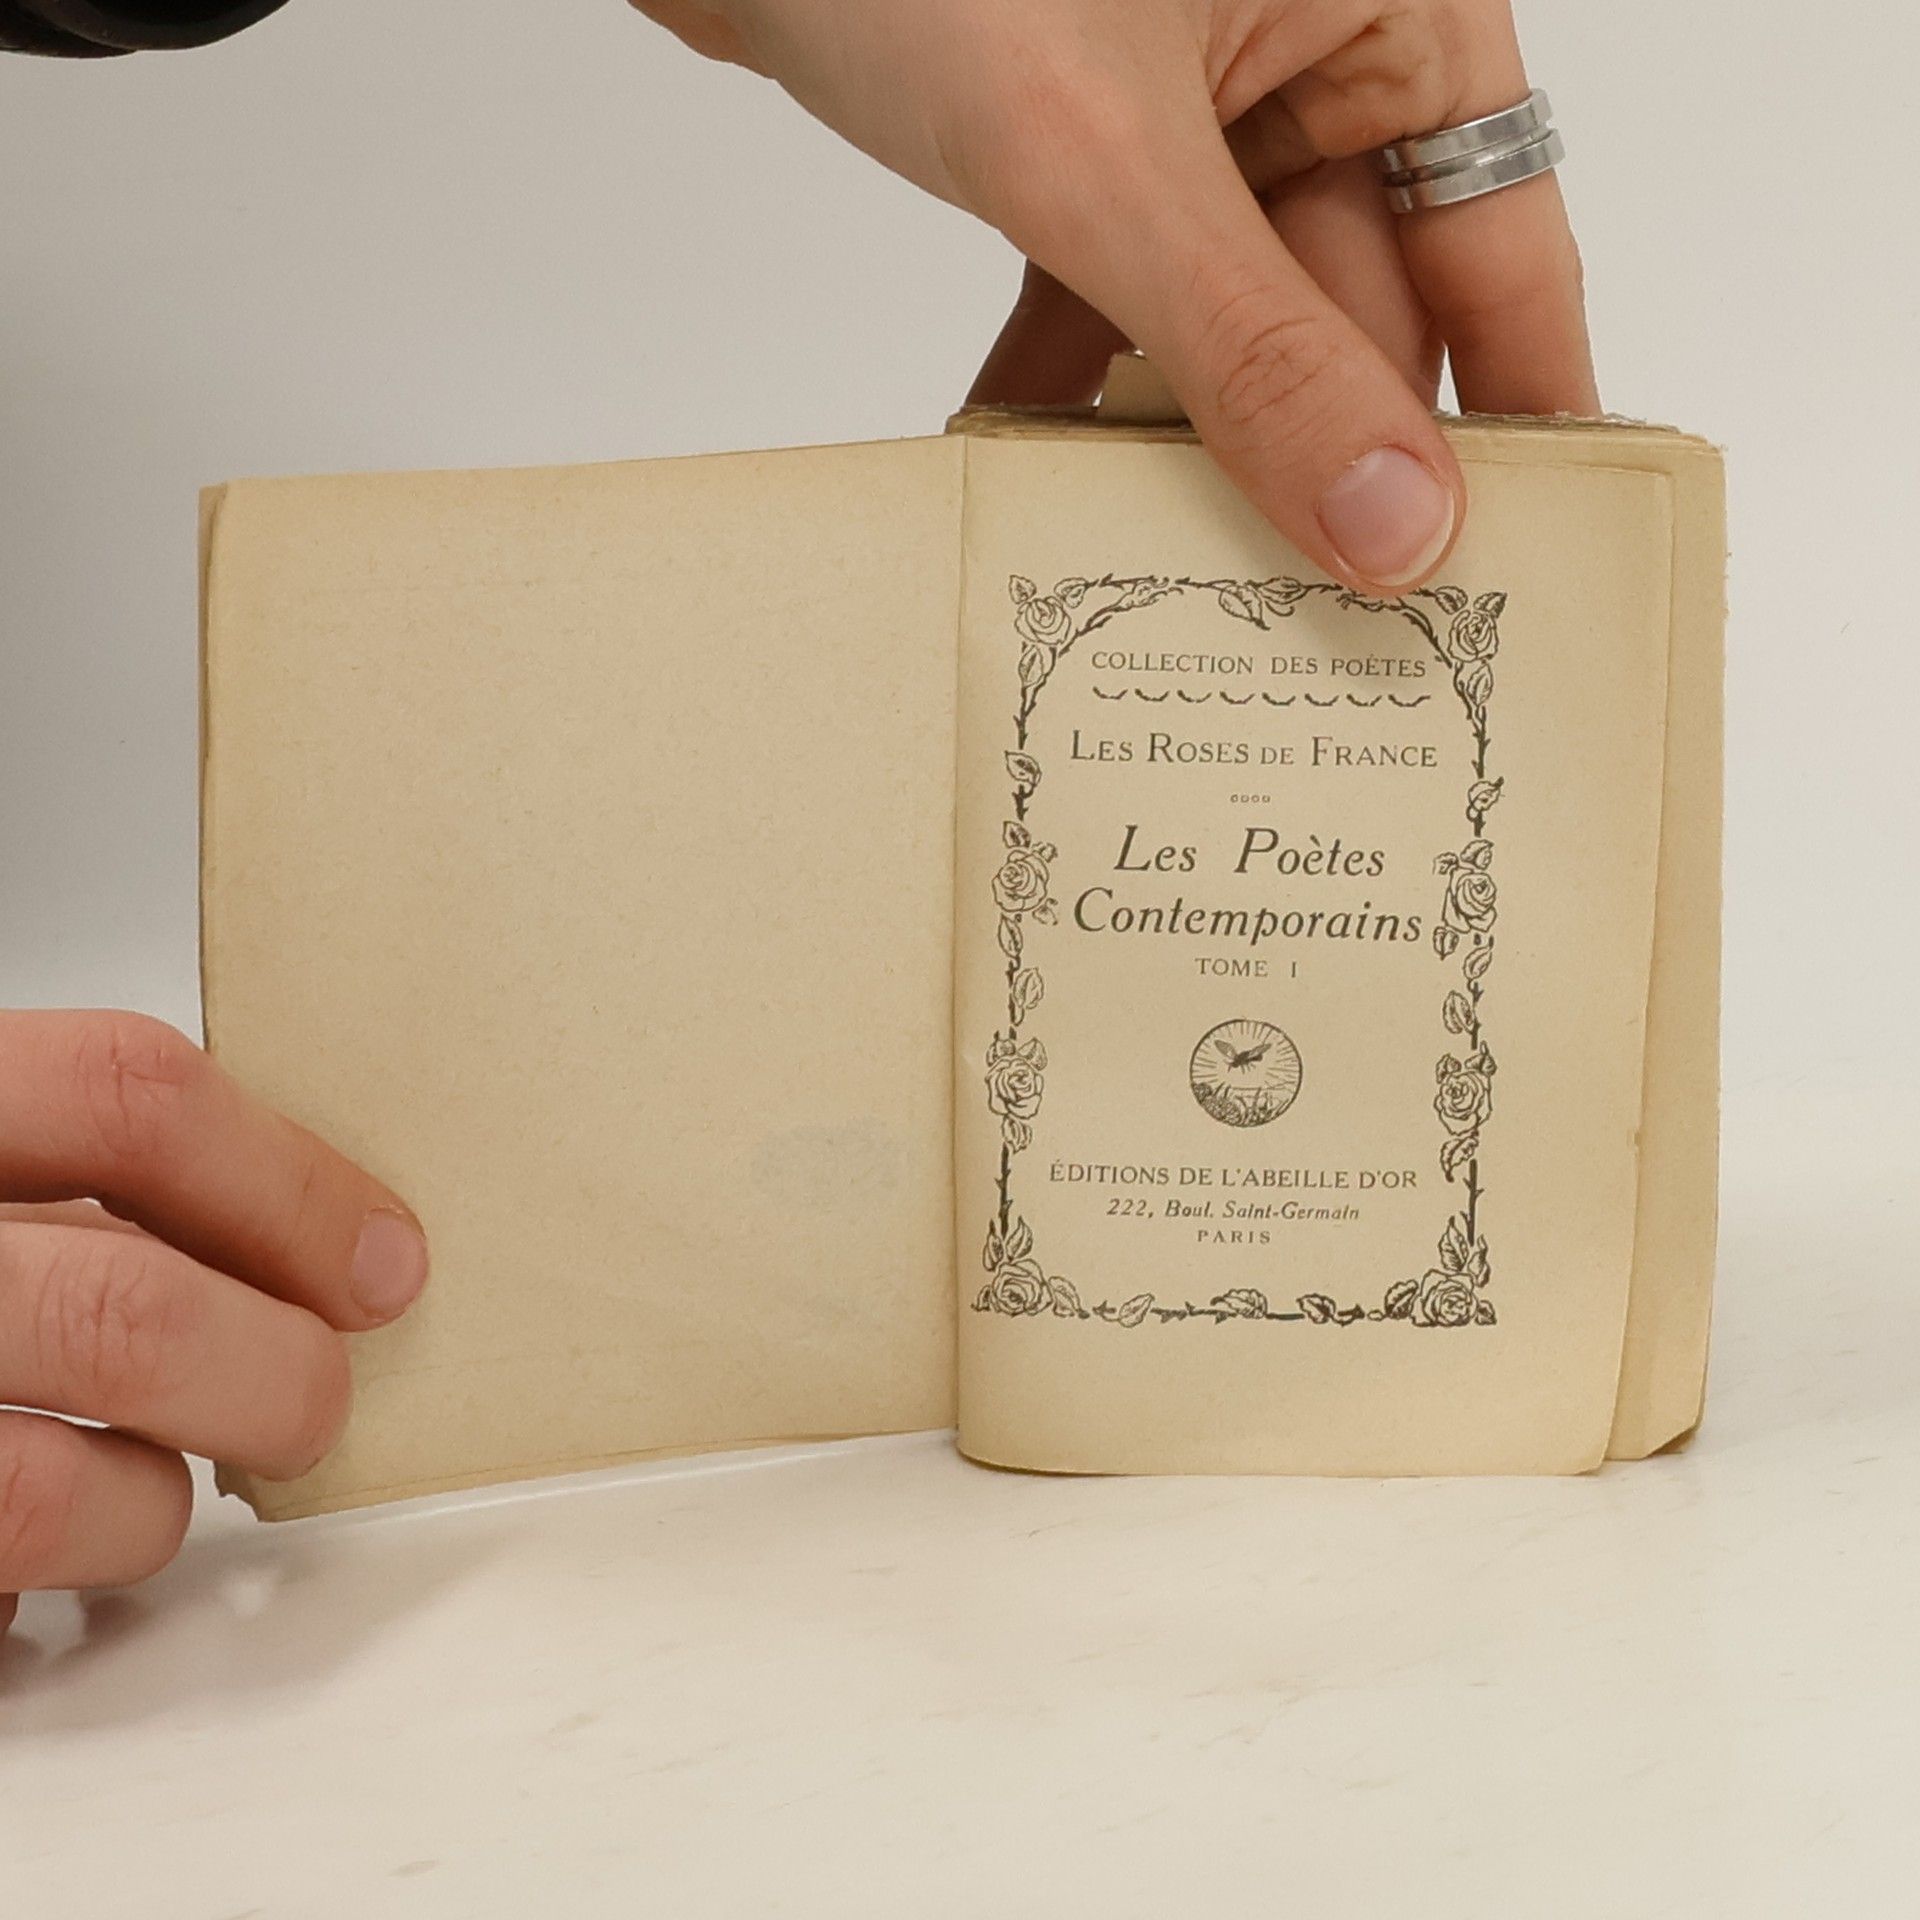 COLLECTION DES POÈTES
LES ROSES DE FRANCE
Les Poètes
Contemporains
TOME I
ÉDITIONS DE L'ABEILLE D'OR
222, Boul. Saint-Germain
PARIS